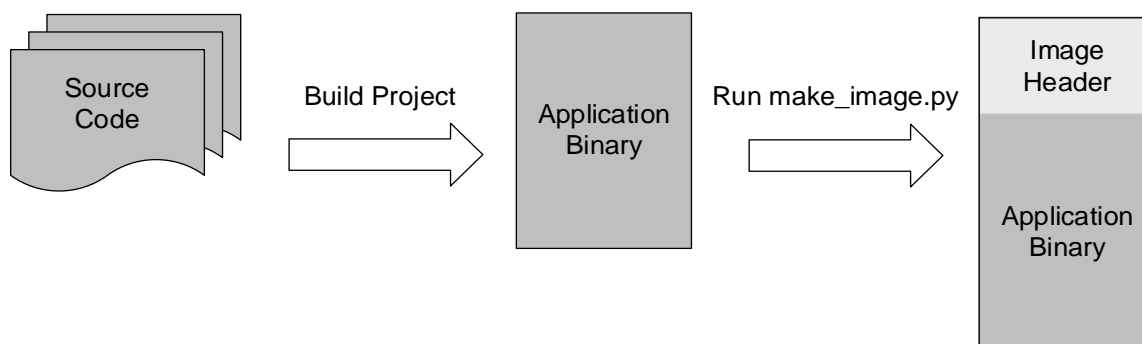 Source
Code
Build Project
Application
Binary
Run make_image.py
Image
Header
Application
Binary